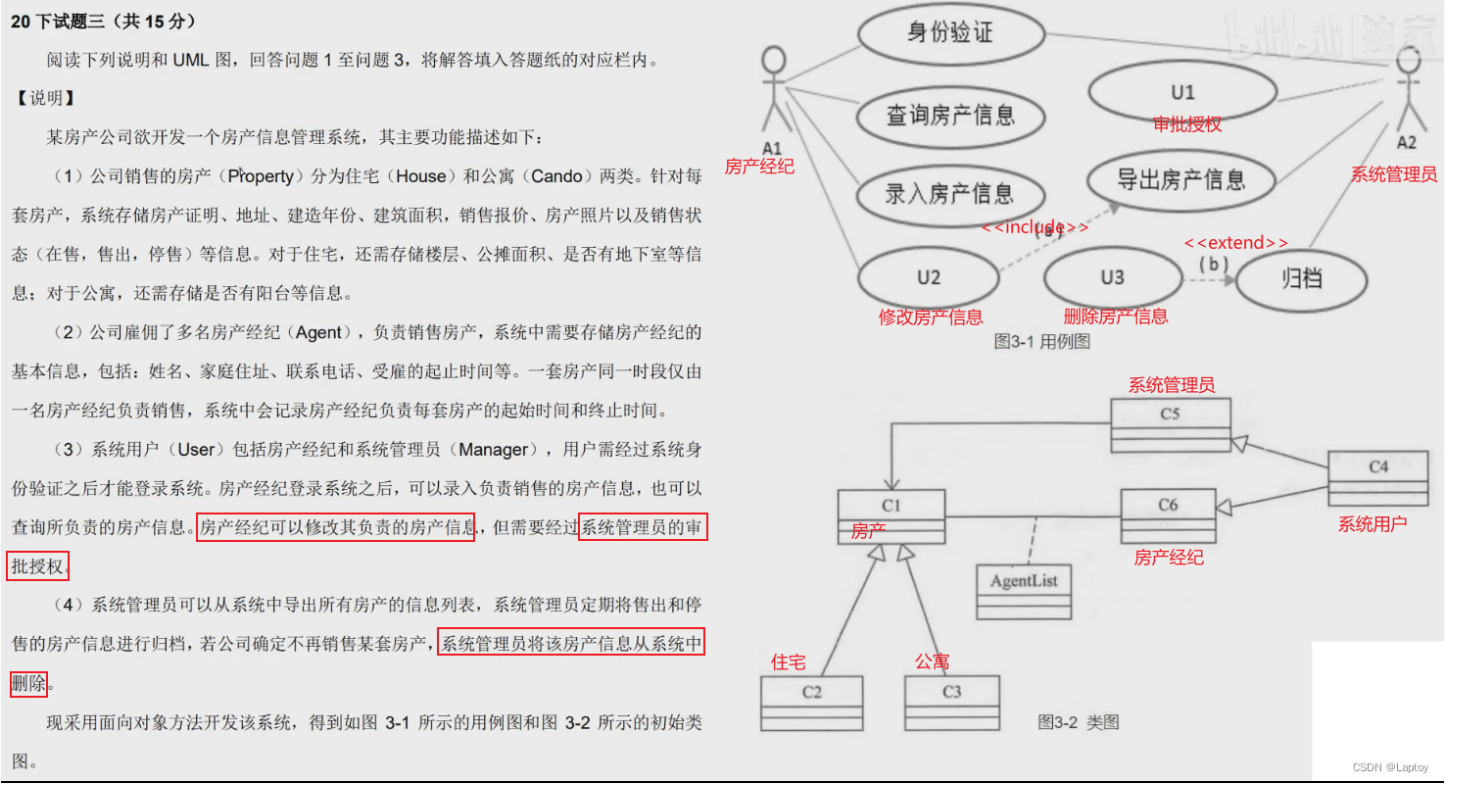 20 下试题三（共 15 分）
阅读下列说明和 UML 图，回答问题 1 至问题 3，将解答填入答题纸的对应栏内。
【说明】
某房产公司欲开发一个房产信息管理系统，其主要功能描述如下：
（1）公司销售的房产（Property）分为住宅（House）和公寓（Cando）两类。针对每
套房产，系统存储房产证明、地址、建造年份、建筑面积，销售报价、房产照片以及销售状
态（在售，售出，停售）等信息。对于住宅，还需存储楼层、公摊面积、是否有地下室等信
息；对于公寓，还需存储是否有阳台等信息。
（2）公司雇佣了多名房产经纪（Agent），负责销售房产，系统中需要存储房产经纪的
基本信息，包括：姓名、家庭住址、联系电话、受雇的起止时间等。一套房产同一时段仅由
一名房产经纪负责销售，系统中会记录房产经纪负责每套房产的起始时间和终止时间。
（3）系统用户（User）包括房产经纪和系统管理员（Manager），用户需经过系统身
份验证之后才能登录系统。房产经纪登录系统之后，可以录入负责销售的房产信息，也可以
查询所负责的房产信息。房产经纪可以修改其负责的房产信息，但需要经过系统管理员的审
批授权。
（4）系统管理员可以从系统中导出所有房产的信息列表，系统管理员定期将售出和停
售的房产信息进行归档，若公司确定不再销售某套房产，系统管理员将该房产信息从系统中
删除。
现采用面向对象方法开发该系统，得到如图 3-1 所示的用例图和图 3-2 所示的初始类
图。
身份验证
U1
查询房产信息
审批授权
A1
A2
房产经纪
系统管理员
导出房产信息
录入房产信息
<<include>>
(a)
<<extend>>
(b)
U2
U3
归档
修改房产信息
删除房产信息
图3-1 用例图
系统管理员
C5
C4
系统用户
C1
房产
C6
房产经纪
AgentList
住宅
公寓
C2
C3
图3-2 类图
CSDN @Laptoy